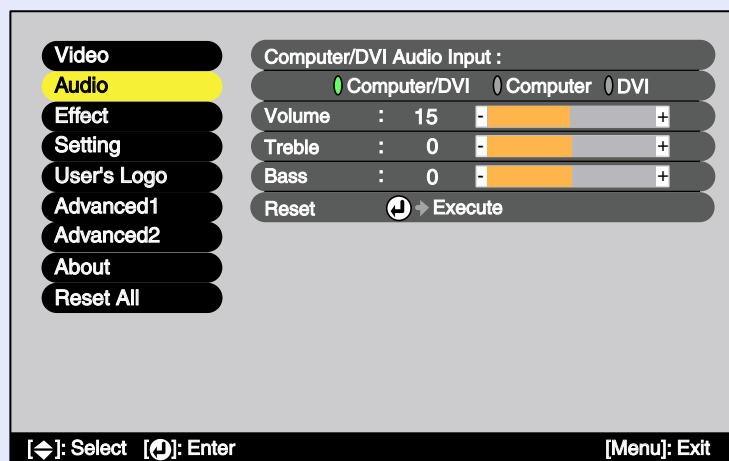 Video
Audio
Effect
Setting
User's Logo
Advanced1
Advanced2
About
Reset All
Computer/DVI Audio Input :
Computer/DVI Computer DVI
Volume : 15 - +
Treble : 0 - +
Bass : 0 - +
Reset Execute
[ ]: Select [ ]: Enter [Menu]: Exit